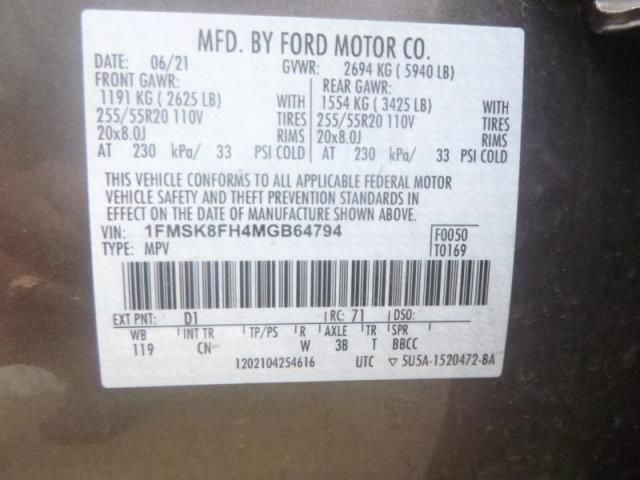 MFD. BY FORD MOTOR CO.
DATE: 06/21 GVWR: 2694 KG ( 5940 LB)
FRONT GAWR: REAR GAWR:
1191 KG ( 2625 LB) WITH 1554 KG ( 3425 LB) WITH
255/55R20 110V TIRES 255/55R20 110V TIRES
20x8.0J RIMS 20x8.0J RIMS
AT 230 kPa/ 33 PSI COLD AT 230 kPa/ 33 PSI COLD
THIS VEHICLE CONFORMS TO ALL APPLICABLE FEDERAL MOTOR
VEHICLE SAFETY AND THEFT PREVENTION STANDARDS IN
EFFECT ON THE DATE OF MANUFACTURE SHOWN ABOVE.
VIN: 1FMSK8FH4MGB64794 F0050
TYPE: MPV T0169
EXT PNT: D1 RC: 71 DSO:
WB INT TR TP/PS R AXLE TR SPR
119 CN W 3B T BBCC
1202104254616 UTC ▽ 5U5A-1520472-BA